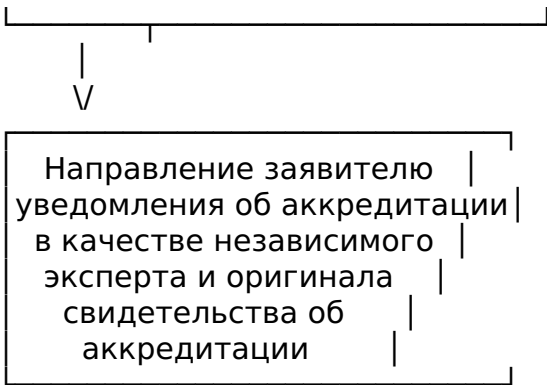 Направление заявителю
уведомления об аккредитации
в качестве независимого
эксперта и оригинала
свидетельства об
аккредитации